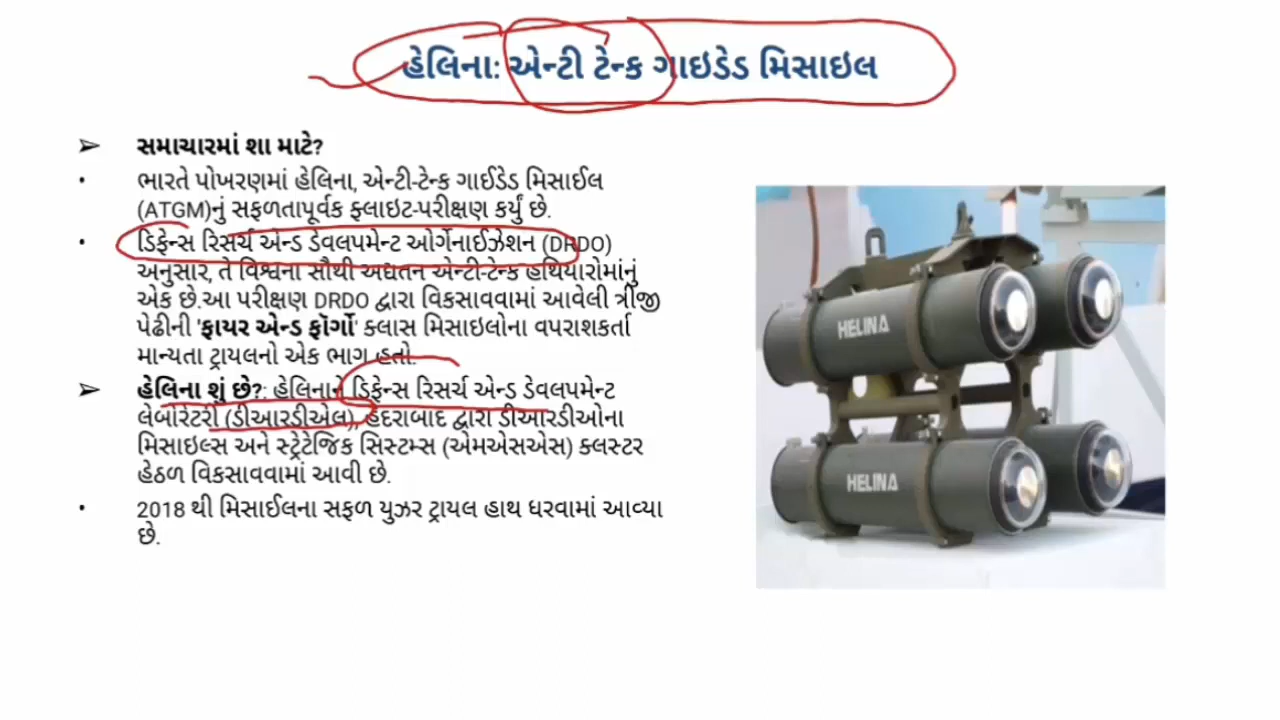 હેલિના: એન્ટી ટેન્ક ગાઇડેડ મિસાઇલ
➢ સમાચારમાં શા માટે?
• ભારતે પોખરણમાં હેલિના, એન્ટી-ટેન્ક ગાઈડેડ મિસાઈલ
(ATGM)નું સફળતાપૂર્વક ફ્લાઇટ-પરીક્ષણ કર્યું છે.
• ડિફેન્સ રિસર્ચ એન્ડ ડેવલપમેન્ટ ઓર્ગેનાઈઝેશન (DRDO)
અનુસાર, તે વિશ્વના સૌથી અદ્યતન એન્ટી-ટેન્ક હથિયારોમાંનું
એક છે.આ પરીક્ષણ DRDO દ્વારા વિકસાવવામાં આવેલી ત્રીજી
પેઢીની 'ફાયર એન્ડ ફૉર્ગો' ક્લાસ મિસાઇલોના વપરાશકર્તા
માન્યતા ટ્રાયલનો એક ભાગ હતો.
➢ હેલિના શું છે?: હેલિનાને ડિફેન્સ રિસર્ચ એન્ડ ડેવલપમેન્ટ
લેબોરેટરી (ડીઆરડીએલ), હૈદરાબાદ દ્વારા ડીઆરડીઓના
મિસાઇલ્સ અને સ્ટ્રેટેજિક સિસ્ટમ્સ (એમએસએસ) ક્લસ્ટર
હેઠળ વિકસાવવામાં આવી છે.
• 2018 થી મિસાઈલના સફળ યુઝર ટ્રાયલ હાથ ધરવામાં આવ્યા
છે.
HELINA
HELINA